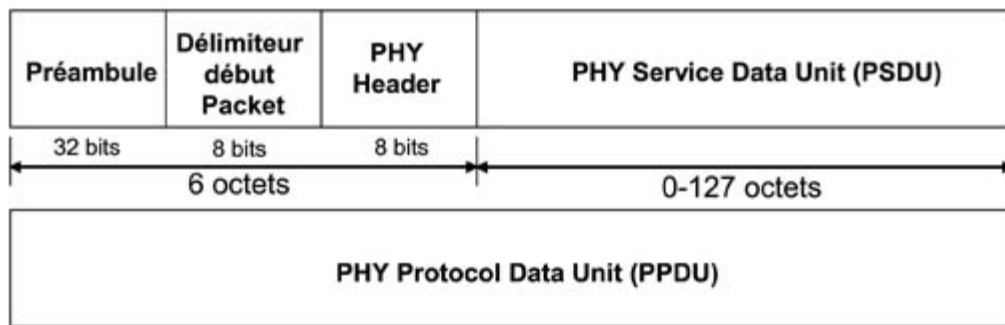 Préambule
Délimiteur
début
Packet
PHY
Header
PHY Service Data Unit (PSDU)
32 bits
8 bits
8 bits
6 octets
0-127 octets
PHY Protocol Data Unit (PPDU)